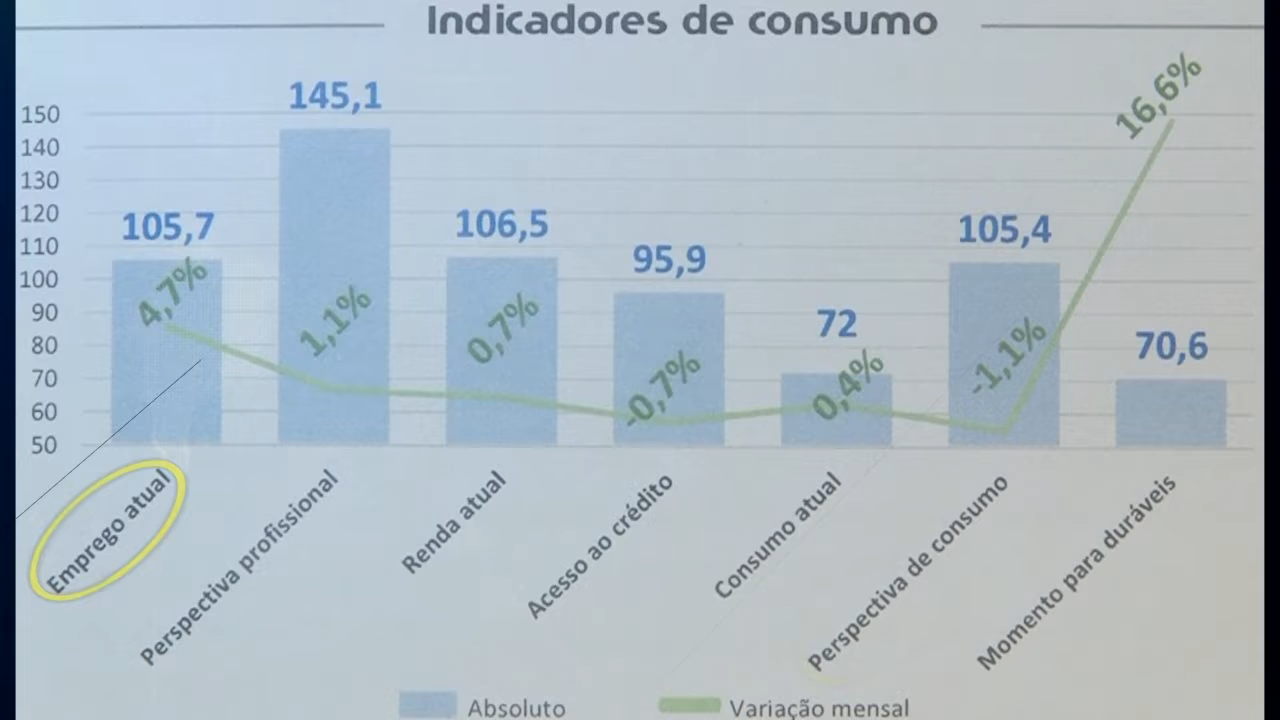 Indicadores de consumo
150
140
130
120
110
100
90
80
70
60
50
105,7
145,1
106,5
95,9
72
105,4
70,6
4,7%
1,1%
0,7%
-0,7%
0,4%
-1,1%
16,6%
Emprego atual
Perspectiva profissional
Renda atual
Acesso ao crédito
Consumo atual
Perspectiva de consumo
Momento para duráveis
Absoluto
Variação mensal